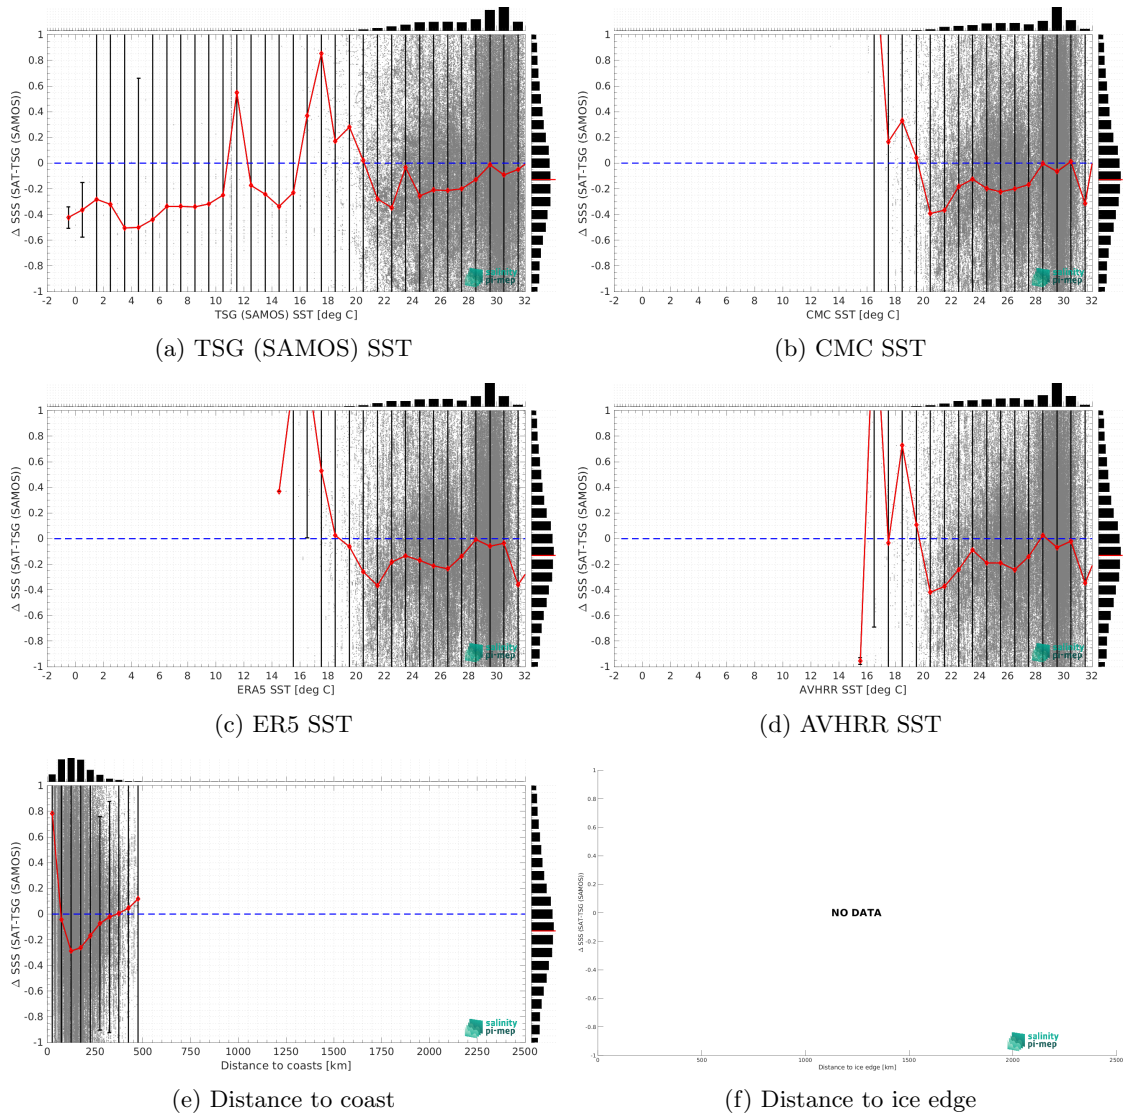 1
0.8
0.6
0.4
0.2
0
-0.2
-0.4
-0.6
-0.8
-1
Δ SSS (SAT-TSG (SAMOS))
-2 0 2 4 6 8 10 12 14 16 18 20 22 24 26 28 30 32
TSG (SAMOS) SST [deg C]
salinity
pi-mep
(a) TSG (SAMOS) SST
1
0.8
0.6
0.4
0.2
0
-0.2
-0.4
-0.6
-0.8
-1
Δ SSS (SAT-TSG (SAMOS))
-2 0 2 4 6 8 10 12 14 16 18 20 22 24 26 28 30 32
CMC SST [deg C]
salinity
pi-mep
(b) CMC SST
1
0.8
0.6
0.4
0.2
0
-0.2
-0.4
-0.6
-0.8
-1
Δ SSS (SAT-TSG (SAMOS))
-2 0 2 4 6 8 10 12 14 16 18 20 22 24 26 28 30 32
ERA5 SST [deg C]
salinity
pi-mep
(c) ER5 SST
1
0.8
0.6
0.4
0.2
0
-0.2
-0.4
-0.6
-0.8
-1
Δ SSS (SAT-TSG (SAMOS))
-2 0 2 4 6 8 10 12 14 16 18 20 22 24 26 28 30 32
AVHRR SST [deg C]
salinity
pi-mep
(d) AVHRR SST
1
0.8
0.6
0.4
0.2
0
-0.2
-0.4
-0.6
-0.8
-1
Δ SSS (SAT-TSG (SAMOS))
0 250 500 750 1000 1250 1500 1750 2000 2250 2500
Distance to coasts [km]
salinity
pi-mep
(e) Distance to coast
1
0.8
0.6
0.4
0.2
0
-0.2
-0.4
-0.6
-0.8
-1
Δ SSS (SAT-TSG (SAMOS))
NO DATA
0 500 1000 1500 2000 2500
Distance to ice edge [km]
salinity
pi-mep
(f) Distance to ice edge